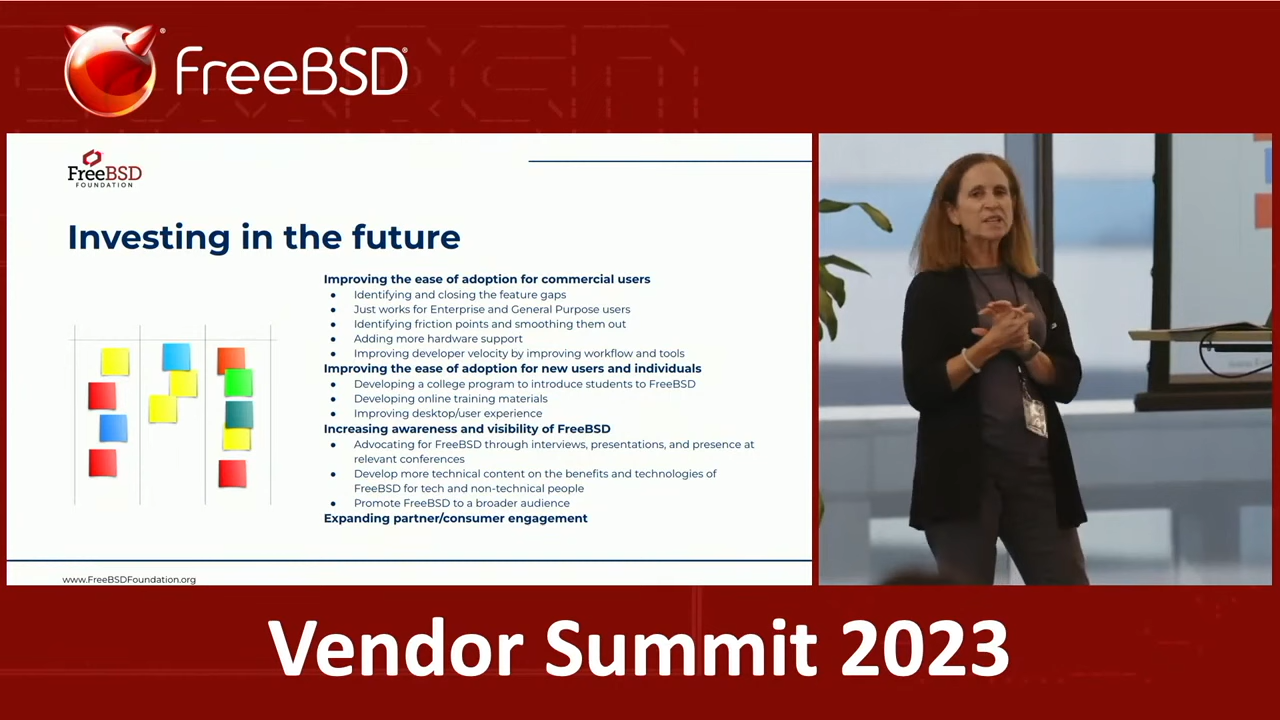 FreeBSD®
FreeBSD
FOUNDATION
Investing in the future
Improving the ease of adoption for commercial users
● Identifying and closing the feature gaps
● Just works for Enterprise and General Purpose users
● Identifying friction points and smoothing them out
● Adding more hardware support
● Improving developer velocity by improving workflow and tools
Improving the ease of adoption for new users and individuals
● Developing a college program to introduce students to FreeBSD
● Developing online training materials
● Improving desktop/user experience
Increasing awareness and visibility of FreeBSD
● Advocating for FreeBSD through interviews, presentations, and presence at
relevant conferences
● Develop more technical content on the benefits and technologies of
FreeBSD for tech and non-technical people
● Promote FreeBSD to a broader audience
Expanding partner/consumer engagement
www.FreeBSDFoundation.org
Vendor Summit 2023